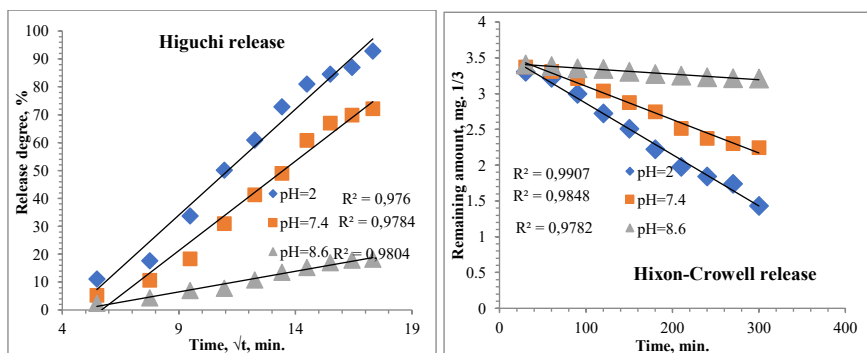 Higuchi release
Release degree, %
100
90
80
70
60
50
40
30
20
10
0
pH=2
R² = 0,976
pH=7.4
R² = 0,9784
pH=8.6
R² = 0,9804
4
9
14
19
Time, √t, min.
Remaining amount, mg. 1/3
4
3.5
3
2.5
2
1.5
1
0.5
0
R² = 0,9907
pH=2
R² = 0,9848
pH=7.4
R² = 0,9782
pH=8.6
Hixon-Crowell release
0
100
200
300
400
Time, min.